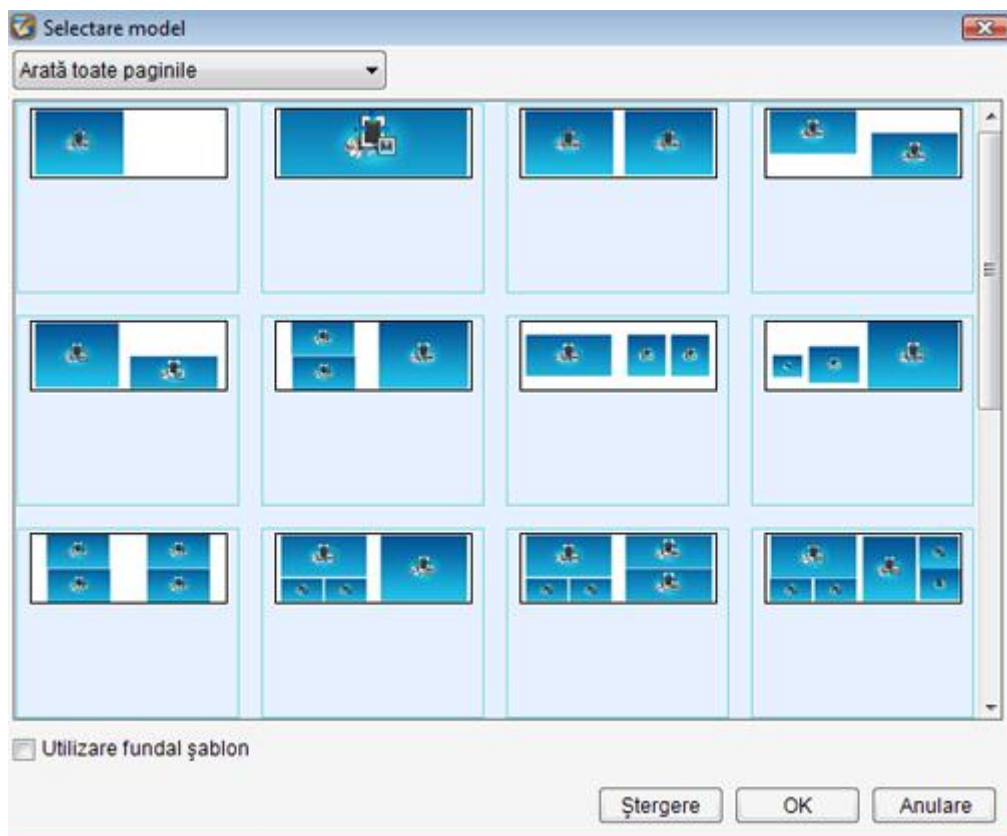 Selectare model
Arată toate paginile
M
Utilizare fundal şablon
Ştergere
OK
Anulare